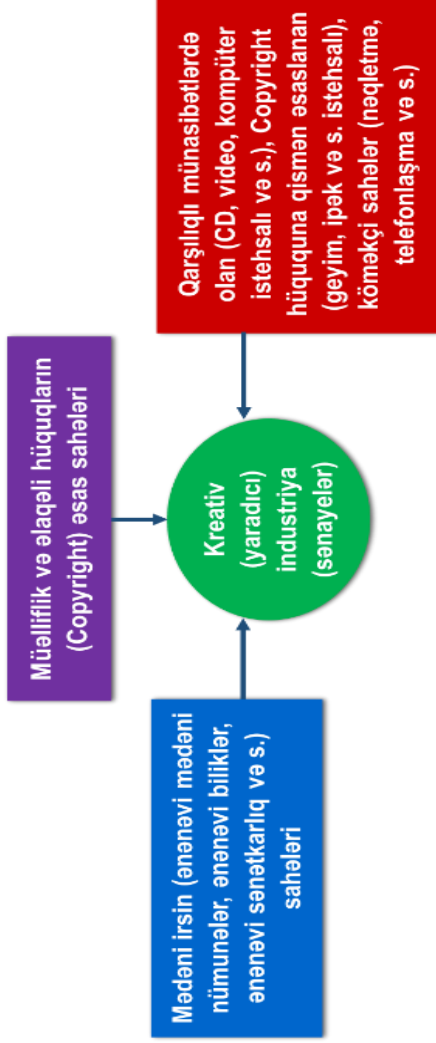 Müəlliflik və əlaqəli hüquqların
(Copyright) əsas sahələri
Mədəni irsin (ənənəvi mədəni
nümunələr, ənənəvi biliklər,
ənənəvi sənətkarlıq və s.)
sahələri
Kreativ
(yaradıcı)
industriya
(sənayelər)
Qarşılıqlı münasibətlərdə
olan (CD, video, kompüter
istehsalı və s.), Copyright
hüququna qismən əsaslanan
(geyim, ipək və s. istehsalı),
köməkçi sahələr (nəqletmə,
telefonlaşma və s.)